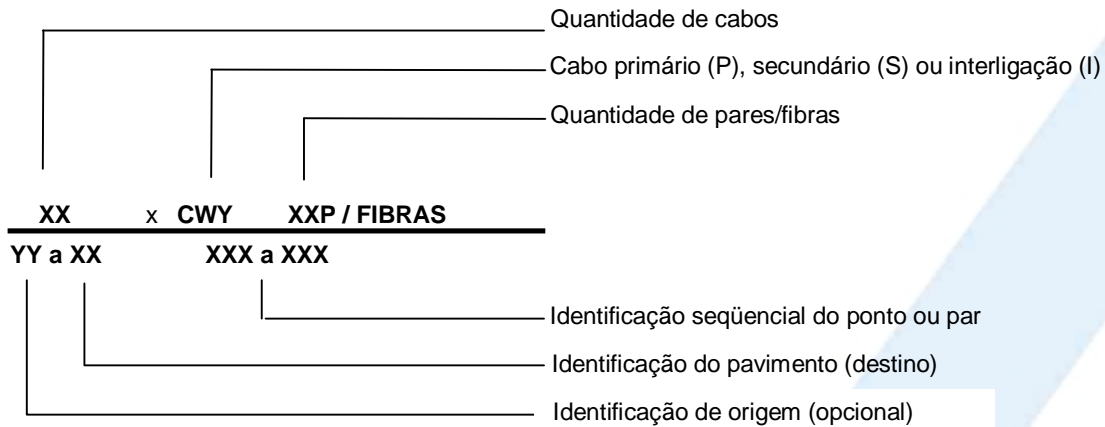 Quantidade de cabos
Cabo primário (P), secundário (S) ou interligação (I)
Quantidade de pares/fibras
XX x CWY XXP / FIBRAS
YY a XX XXX a XXX
Identificação seqüencial do ponto ou par
Identificação do pavimento (destino)
Identificação de origem (opcional)